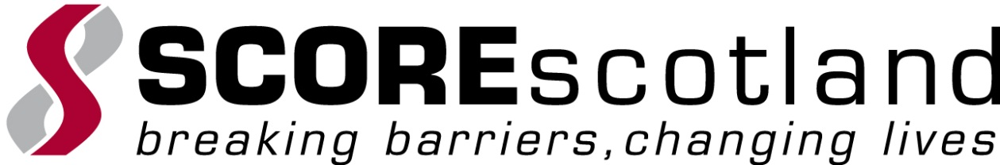 SCOREscotland
breaking barriers, changing lives